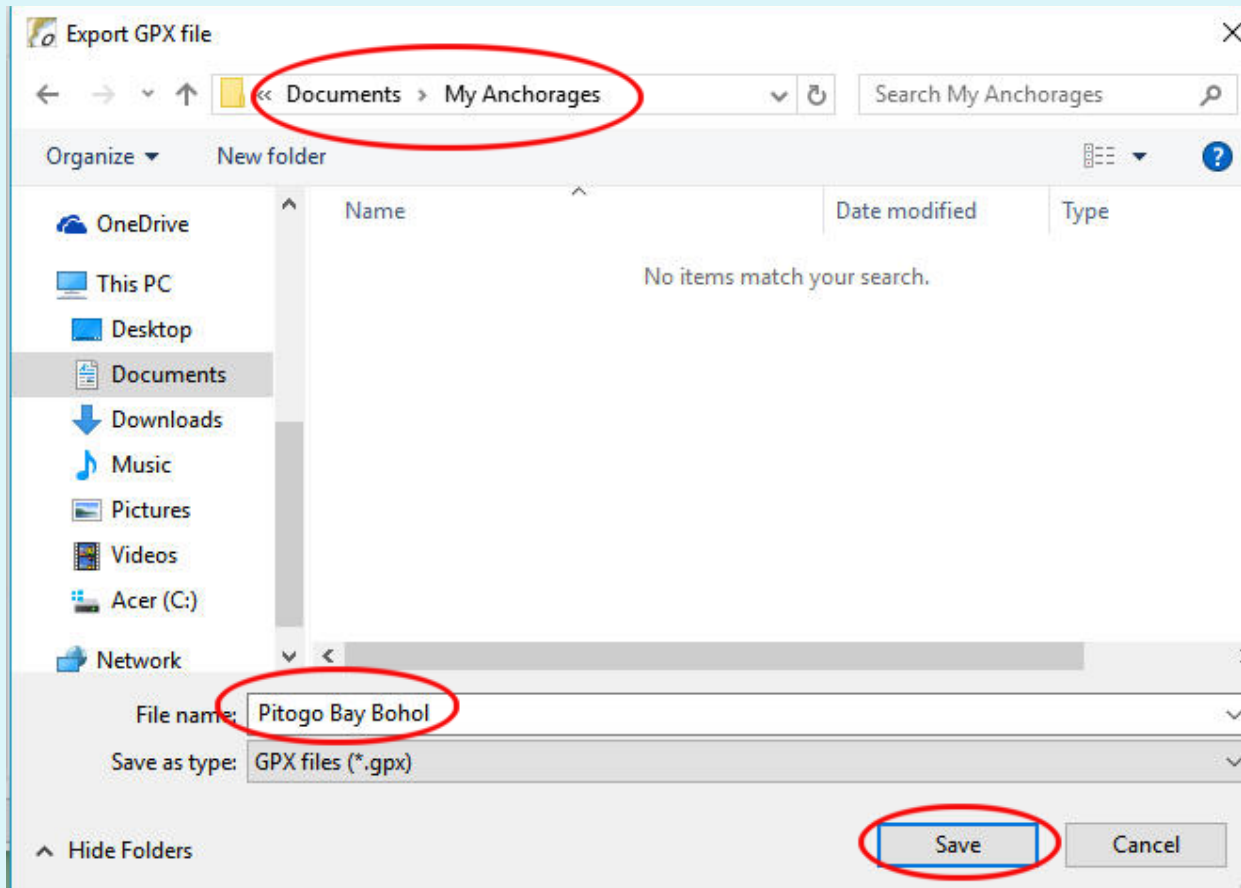 Export GPX file
« Documents > My Anchorages
Search My Anchorages
Organize
New folder
Name
Date modified
Type
No items match your search.
OneDrive
This PC
Desktop
Documents
Downloads
Music
Pictures
Videos
Acer (C:)
Network
File name: Pitogo Bay Bohol
Save as type: GPX files (*.gpx)
Hide Folders
Save
Cancel